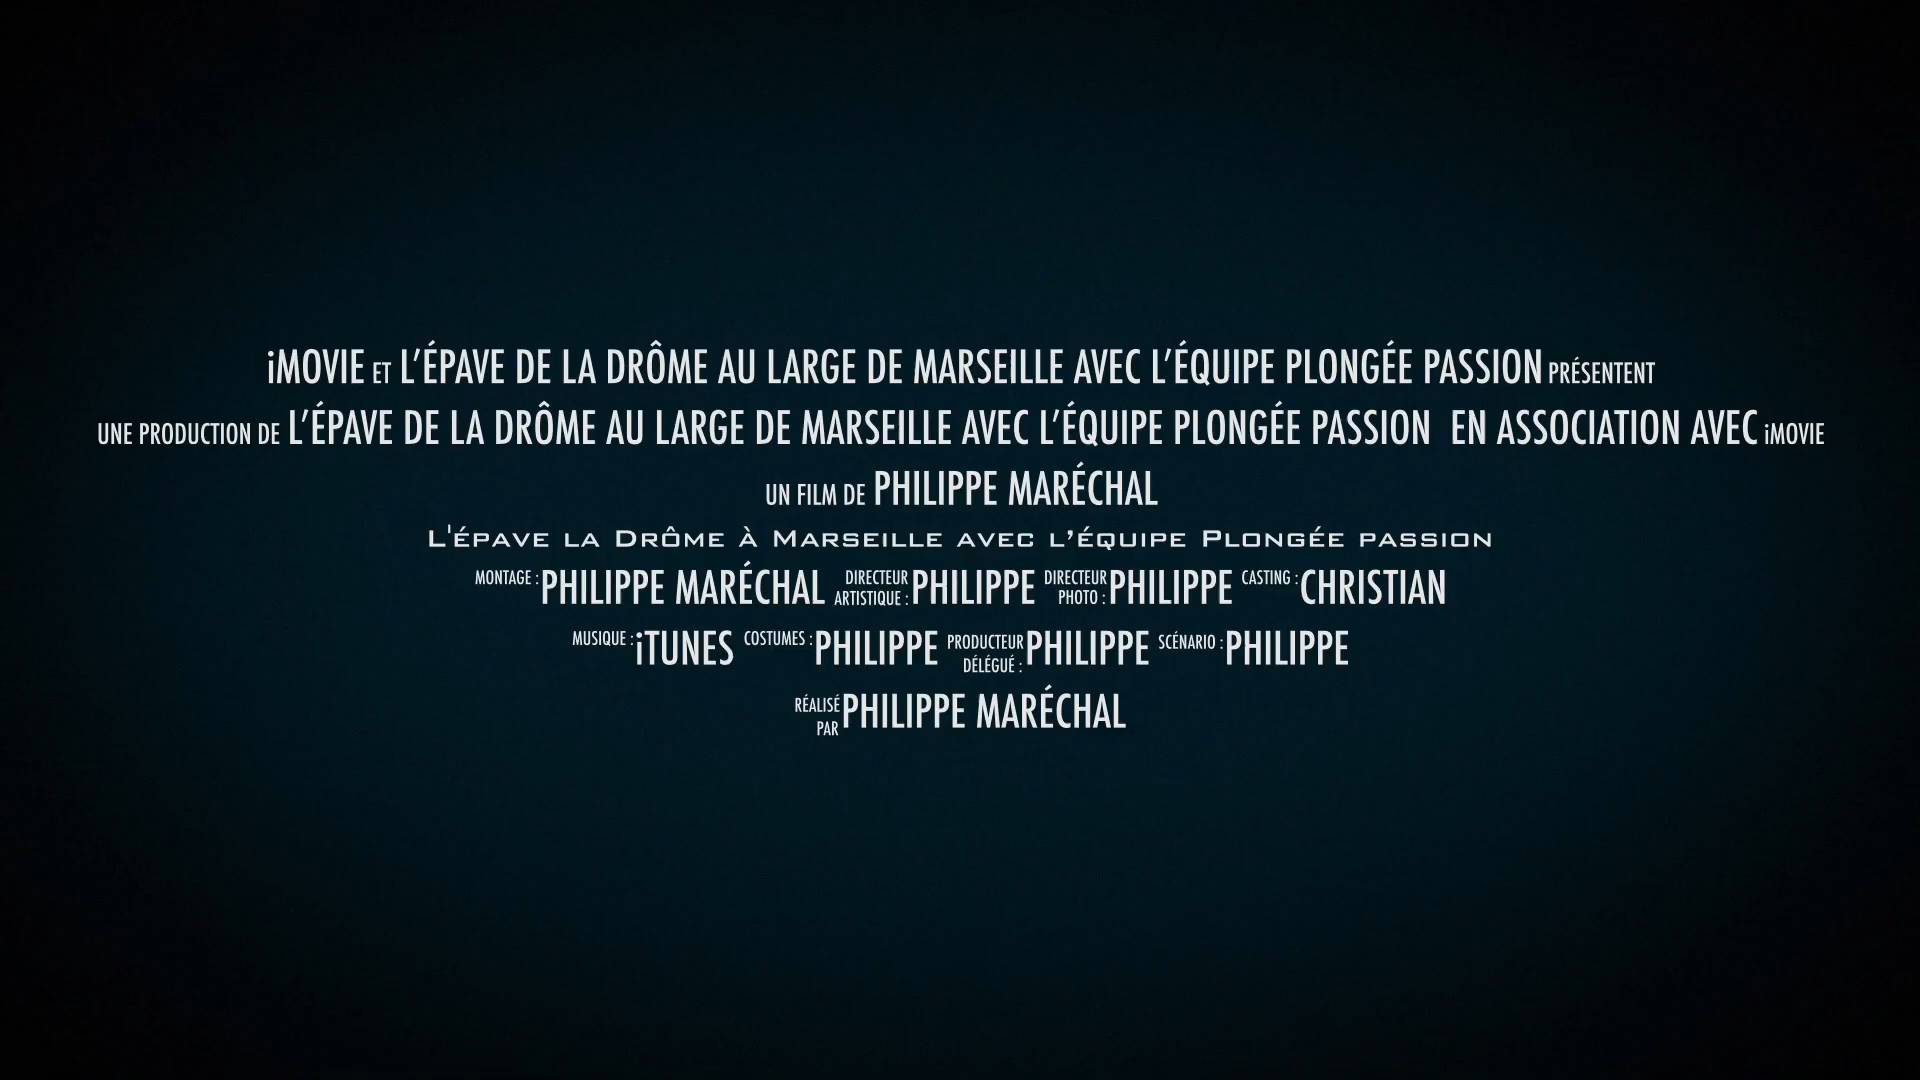 iMOVIE ET L’ÉPAVE DE LA DRÔME AU LARGE DE MARSEILLE AVEC L’ÉQUIPE PLONGÉE PASSION PRÉSENTENT
UNE PRODUCTION DE L’ÉPAVE DE LA DRÔME AU LARGE DE MARSEILLE AVEC L’ÉQUIPE PLONGÉE PASSION EN ASSOCIATION AVEC iMOVIE
UN FILM DE PHILIPPE MARÉCHAL
L'épave la Drôme à Marseille avec l’équipe Plongée passion
MONTAGE : PHILIPPE MARÉCHAL DIRECTEUR ARTISTIQUE : PHILIPPE DIRECTEUR PHOTO : PHILIPPE CASTING : CHRISTIAN
MUSIQUE : iTUNES COSTUMES : PHILIPPE PRODUCTEUR DÉLÉGUÉ : PHILIPPE SCÉNARIO : PHILIPPE
RÉALISÉ PAR PHILIPPE MARÉCHAL